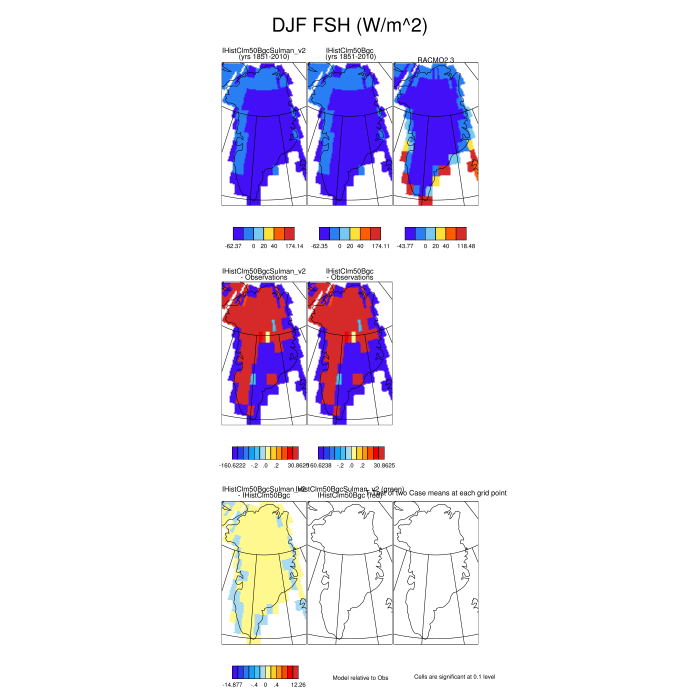 DJF FSH (W/m^2)
IHistClm50BgcSulman_v2
(yrs 1851-2010)
IHistClm50Bgc
(yrs 1851-2010)
RACMO2.3
-62.37 0 20 40 174.14
-62.35 0 20 40 174.11
-43.77 0 20 40 118.48
IHistClm50BgcSulman_v2
- Observations
IHistClm50Bgc
- Observations
-160.6222 -.2 .0 .2 30.8625
-160.6238 -.2 .0 .2 30.8625
IHistClm50BgcSulman_v2
- IHistClm50Bgc
IHistClm50BgcSulman_v2 (green)
IHistClm50Bgc (red)
of two Case means at each grid point
-14.877 -.4 0 .4 12.26
Model relative to Obs
Cells are significant at 0.1 level